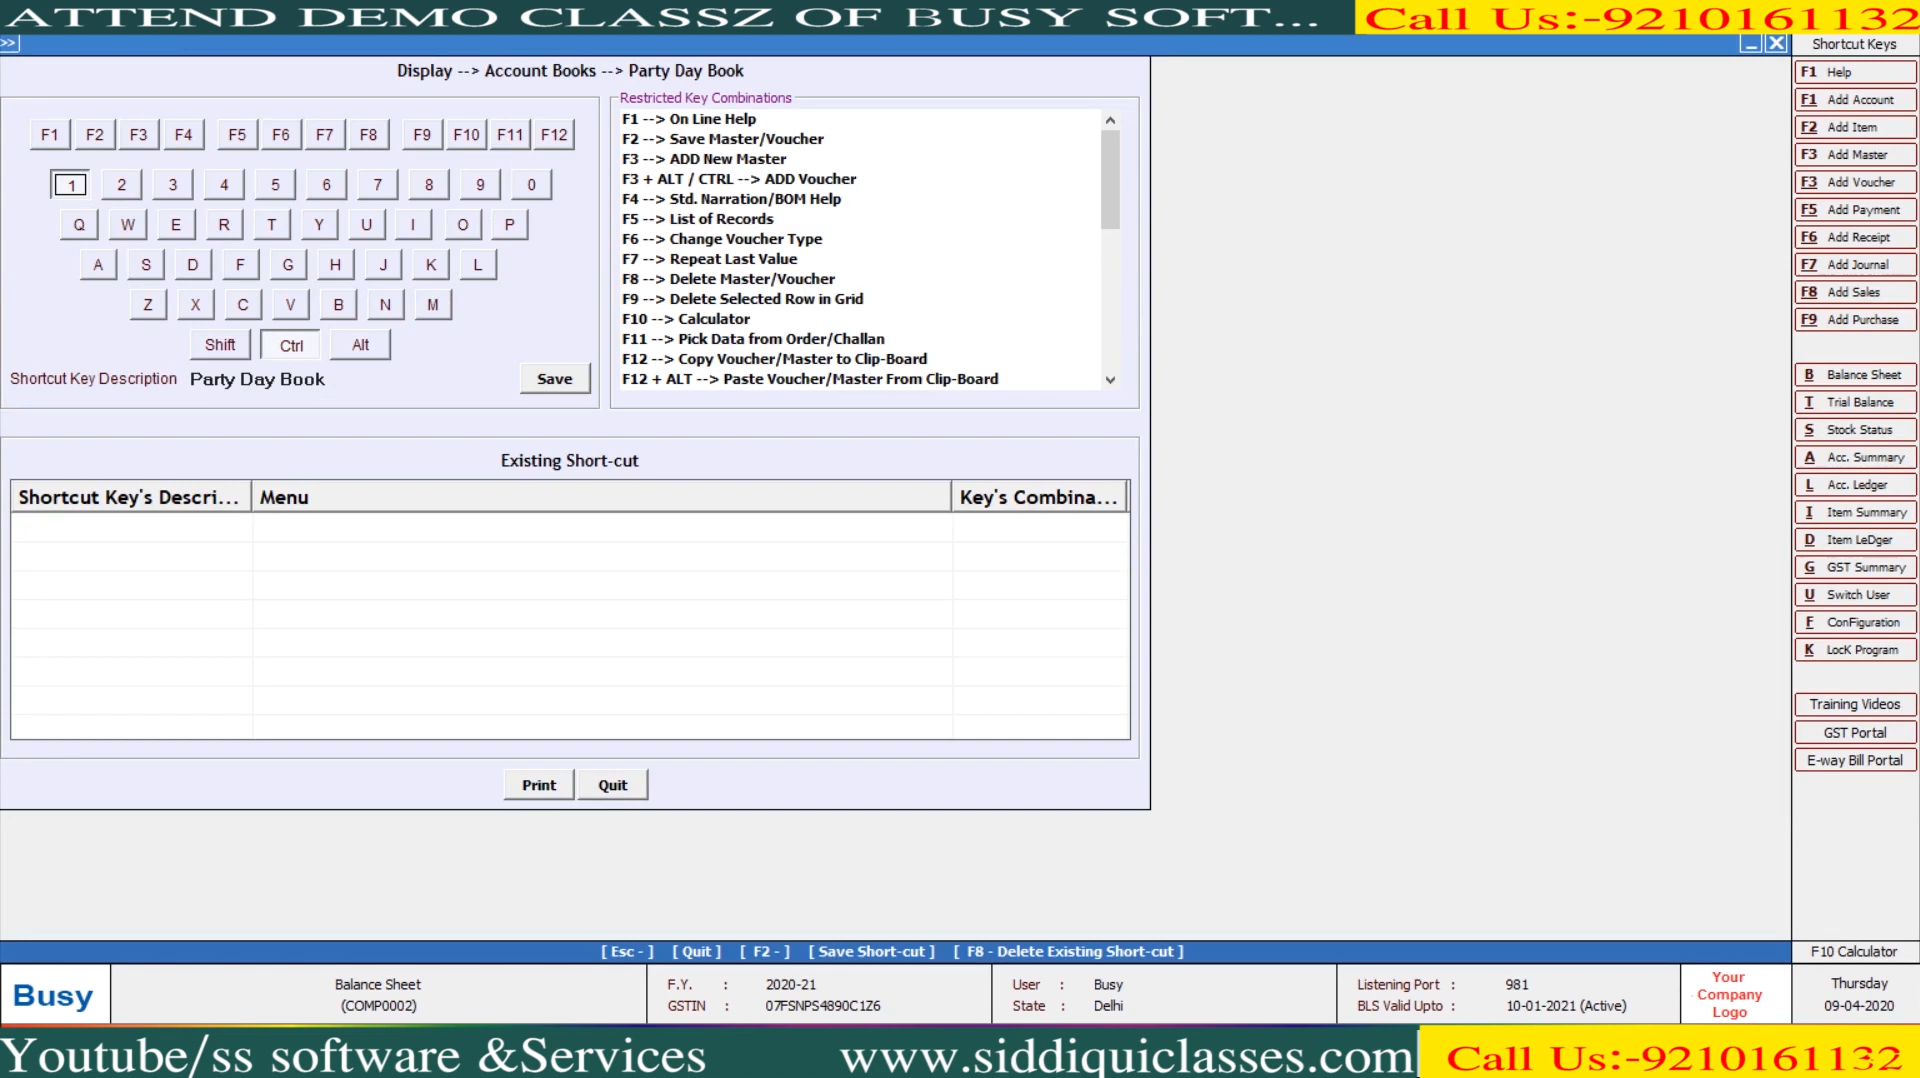 ATTEND DEMO CLASSZ OF BUSY SOFT...
Call Us:-9210161132
>>
Shortcut Keys
Display --> Account Books --> Party Day Book
Restricted Key Combinations
F1 F2 F3 F4 F5 F6 F7 F8 F9 F10 F11 F12
1 2 3 4 5 6 7 8 9 0
Q W E R T Y U I O P
A S D F G H J K L
Z X C V B N M
Shift Ctrl Alt
Shortcut Key Description Party Day Book
Save
F1 --> On Line Help
F2 --> Save Master/Voucher
F3 --> ADD New Master
F3 + ALT / CTRL --> ADD Voucher
F4 --> Std. Narration/BOM Help
F5 --> List of Records
F6 --> Change Voucher Type
F7 --> Repeat Last Value
F8 --> Delete Master/Voucher
F9 --> Delete Selected Row in Grid
F10 --> Calculator
F11 --> Pick Data from Order/Challan
F12 --> Copy Voucher/Master to Clip-Board
F12 + ALT --> Paste Voucher/Master From Clip-Board
Existing Short-cut
Shortcut Key's Descri... Menu Key's Combina...
Print Quit
F1 Help
F1 Add Account
F2 Add Item
F3 Add Master
F3 Add Voucher
F5 Add Payment
F6 Add Receipt
F7 Add Journal
F8 Add Sales
F9 Add Purchase
B Balance Sheet
T Trial Balance
S Stock Status
A Acc. Summary
L Acc. Ledger
I Item Summary
D Item LeDger
G GST Summary
U Switch User
F ConFiguration
K LocK Program
Training Videos
GST Portal
E-way Bill Portal
[ Esc - ] [ Quit ] [ F2 - ] [ Save Short-cut ] [ F8 - Delete Existing Short-cut ]
F10 Calculator
Busy
Balance Sheet
(COMP0002)
F.Y. : 2020-21
GSTIN : 07FSNPS4890C1Z6
User : Busy
State : Delhi
Listening Port : 981
BLS Valid Upto : 10-01-2021 (Active)
Your
Company
Logo
Thursday
09-04-2020
Youtube/ss software &Services
www.siddiquiclasses.com
Call Us:-9210161132